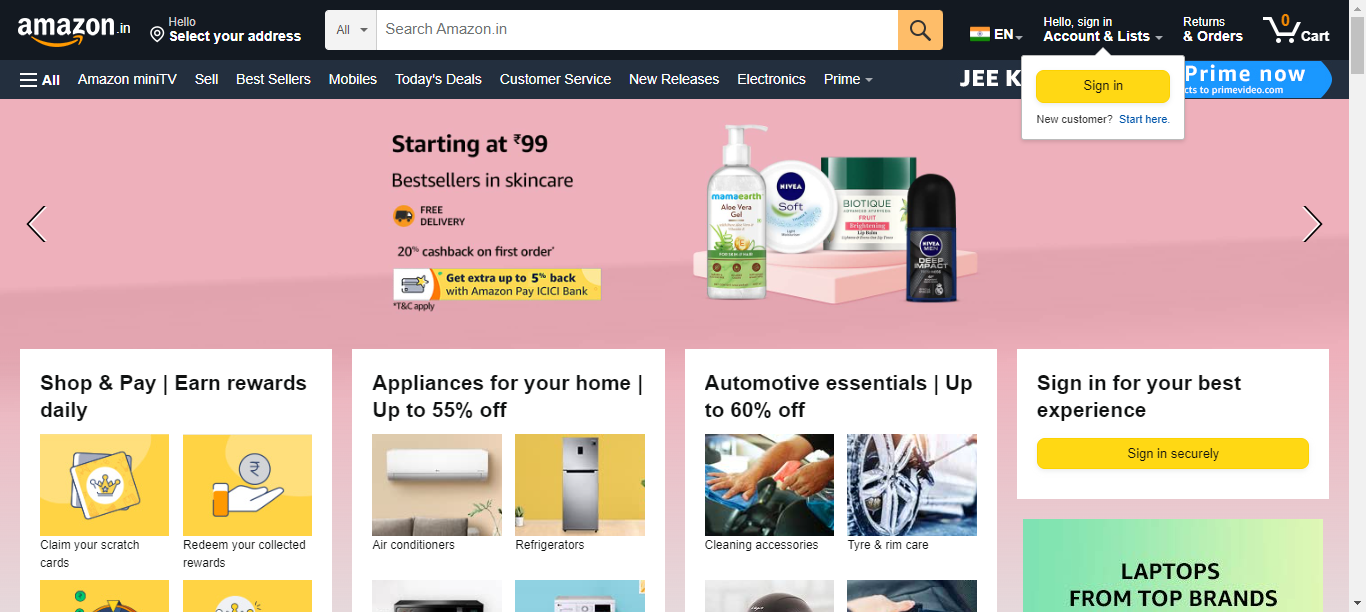 amazon.in
Hello
Select your address
All
Search Amazon.in
EN
Hello, sign in
Account & Lists
Returns
& Orders
0
Cart
All
Amazon miniTV
Sell
Best Sellers
Mobiles
Today's Deals
Customer Service
New Releases
Electronics
Prime
JEE K
Prime now
cts to primevideo.com
Sign in
New customer? Start here.
Starting at ₹99
Bestsellers in skincare
FREE
DELIVERY
20% cashback on first order*
Get extra up to 5% back
with Amazon Pay ICICI Bank
*T&C apply
mamaearth
Aloe Vera
Gel
NIVEA
Soft
BIOTIQUE
FRUIT
Brightening
Lip Balm
NIVEA
MEN
DEEP
IMPACT
Shop & Pay | Earn rewards
daily
Claim your scratch
cards
Redeem your collected
rewards
Appliances for your home |
Up to 55% off
Air conditioners
Refrigerators
Automotive essentials | Up
to 60% off
Cleaning accessories
Tyre & rim care
Sign in for your best
experience
Sign in securely
LAPTOPS
FROM TOP BRANDS